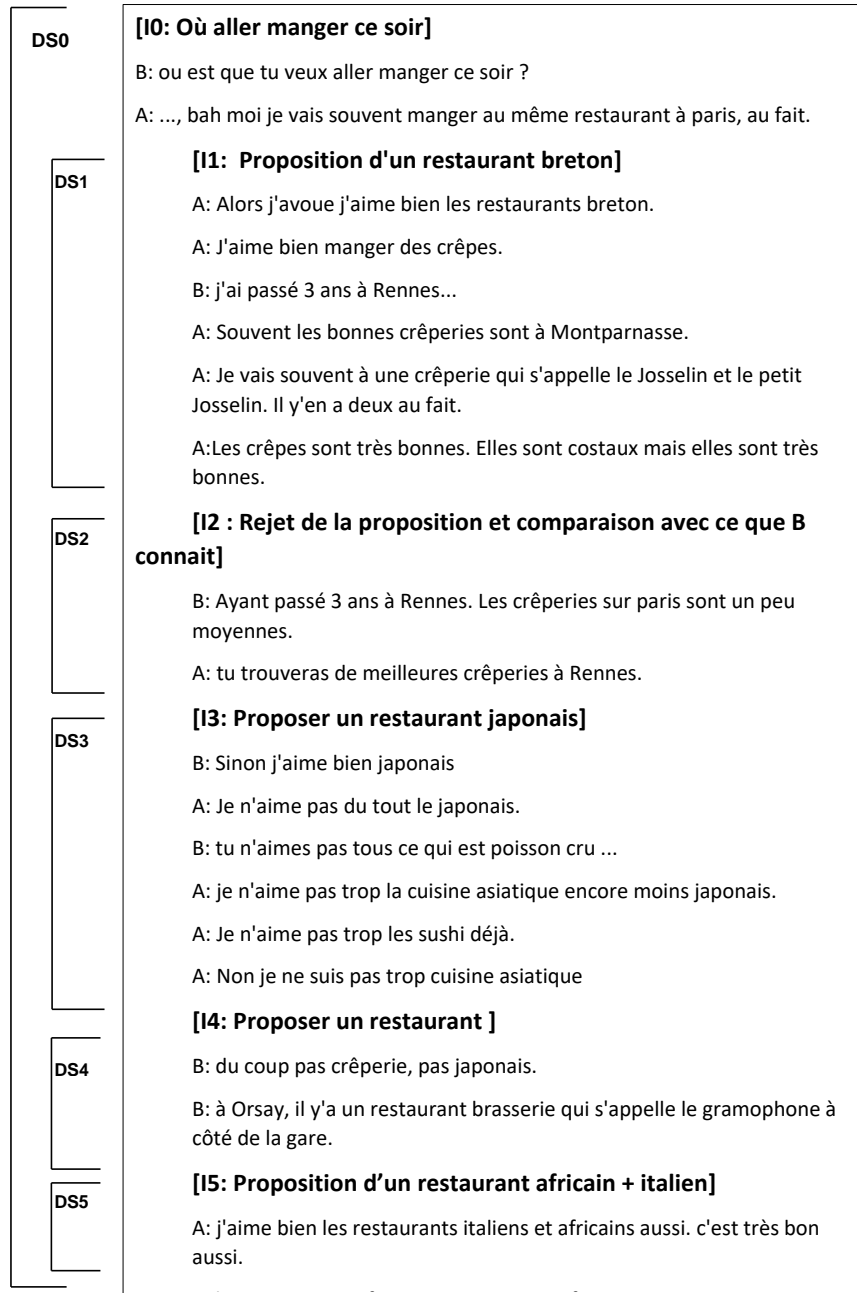 DS0
[I0: Où aller manger ce soir]
B: ou est que tu veux aller manger ce soir ?
A: ..., bah moi je vais souvent manger au même restaurant à paris, au fait.
DS1
[I1: Proposition d'un restaurant breton]
A: Alors j'avoue j'aime bien les restaurants breton.
A: J'aime bien manger des crêpes.
B: j'ai passé 3 ans à Rennes...
A: Souvent les bonnes crêperies sont à Montparnasse.
A: Je vais souvent à une crêperie qui s'appelle le Josselin et le petit
Josselin. Il y'en a deux au fait.
A:Les crêpes sont très bonnes. Elles sont costaux mais elles sont très
bonnes.
DS2
[I2 : Rejet de la proposition et comparaison avec ce que B
connait]
B: Ayant passé 3 ans à Rennes. Les crêperies sur paris sont un peu
moyennes.
A: tu trouveras de meilleures crêperies à Rennes.
DS3
[I3: Proposer un restaurant japonais]
B: Sinon j'aime bien japonais
A: Je n'aime pas du tout le japonais.
B: tu n'aimes pas tous ce qui est poisson cru ...
A: je n'aime pas trop la cuisine asiatique encore moins japonais.
A: Je n'aime pas trop les sushi déjà.
A: Non je ne suis pas trop cuisine asiatique
DS4
[I4: Proposer un restaurant ]
B: du coup pas crêperie, pas japonais.
B: à Orsay, il y'a un restaurant brasserie qui s'appelle le gramophone à
côté de la gare.
DS5
[I5: Proposition d’un restaurant africain + italien]
A: j'aime bien les restaurants italiens et africains aussi. c'est très bon
aussi.